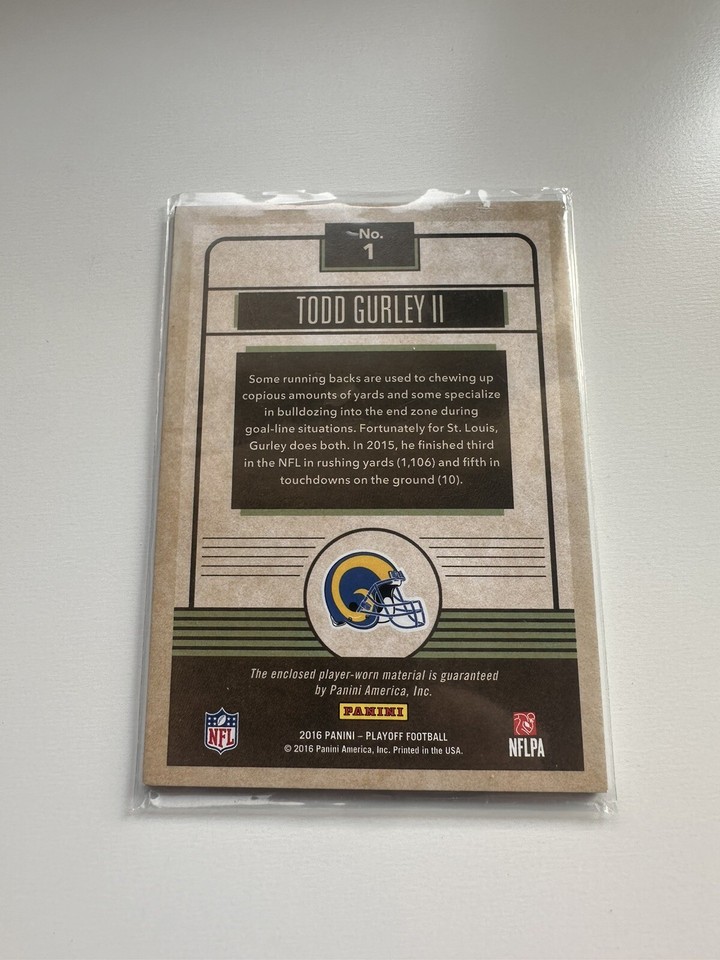 No.
1
TODD GURLEY II
Some running backs are used to chewing up
copious amounts of yards and some specialize
in bulldozing into the end zone during
goal-line situations. Fortunately for St. Louis,
Gurley does both. In 2015, he finished third
in the NFL in rushing yards (1,106) and fifth in
touchdowns on the ground (10).
The enclosed player-worn material is guaranteed
by Panini America, Inc.
PANINI
NFL
2016 PANINI – PLAYOFF FOOTBALL
© 2016 Panini America, Inc. Printed in the USA.
NFLPA